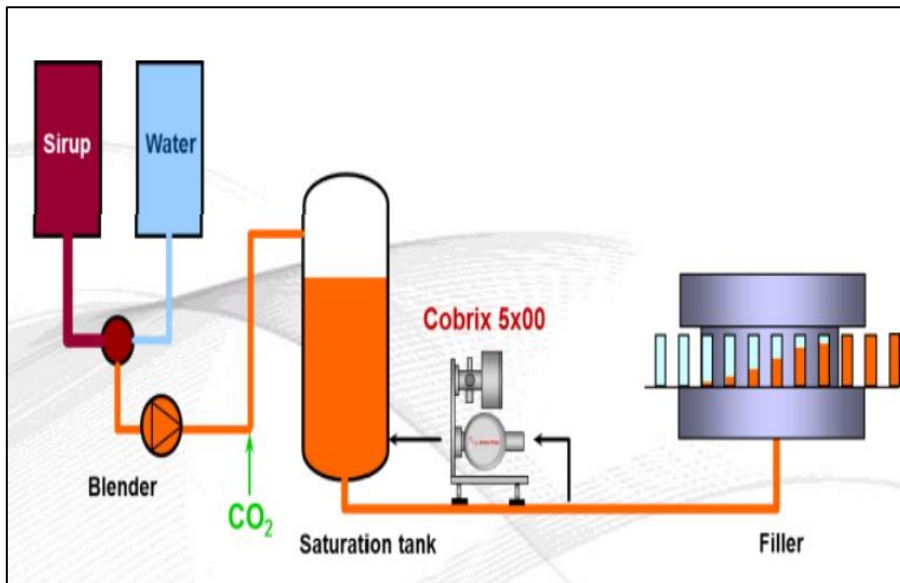 Sirup
Water
Cobrix 5x00
Blender
CO₂
Saturation tank
Filler